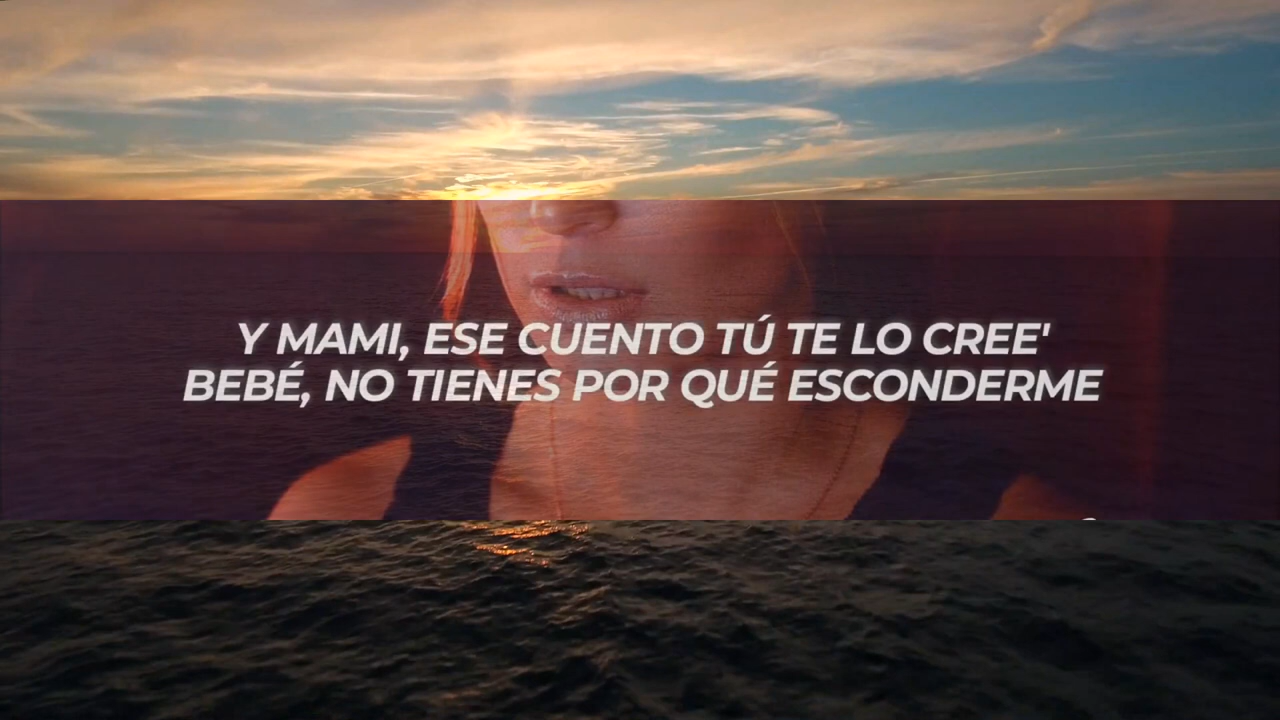 Y MAMI, ESE CUENTO TÚ TE LO CREE'
BEBÉ, NO TIENES POR QUÉ ESCONDERME